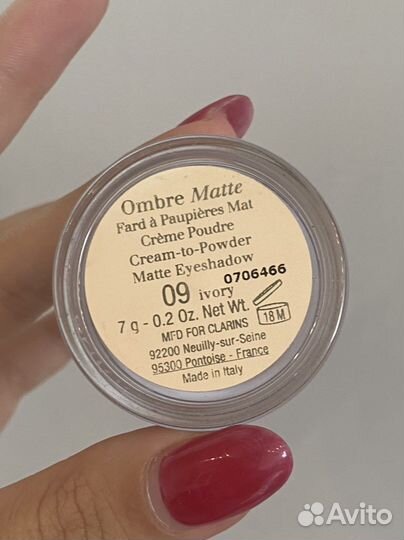 Ombre Matte
Fard à Paupières Mat
Crème Poudre
Cream-to-Powder
Matte Eyeshadow
0706466
09 ivory
7 g - 0.2 Oz. Net Wt.
18 M
MFD FOR CLARINS
92200 Neuilly-sur-Seine
95300 Pontoise - France
Made in Italy
Avito